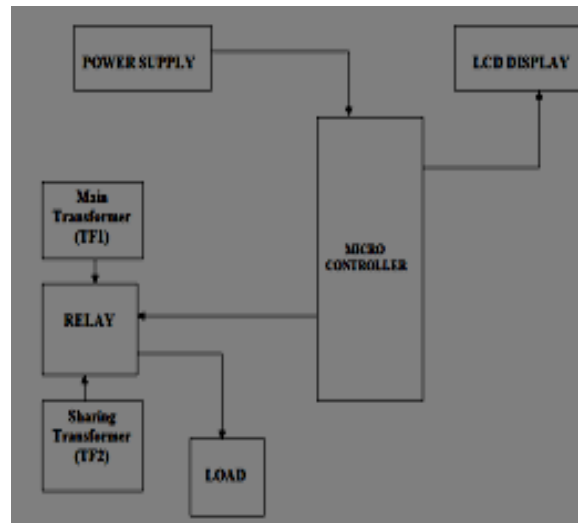 POWER SUPPLY
LCD DISPLAY
Main
Transformer
(TF1)
MICRO
CONTROLLER
RELAY
Sharing
Transformer
(TF2)
LOAD